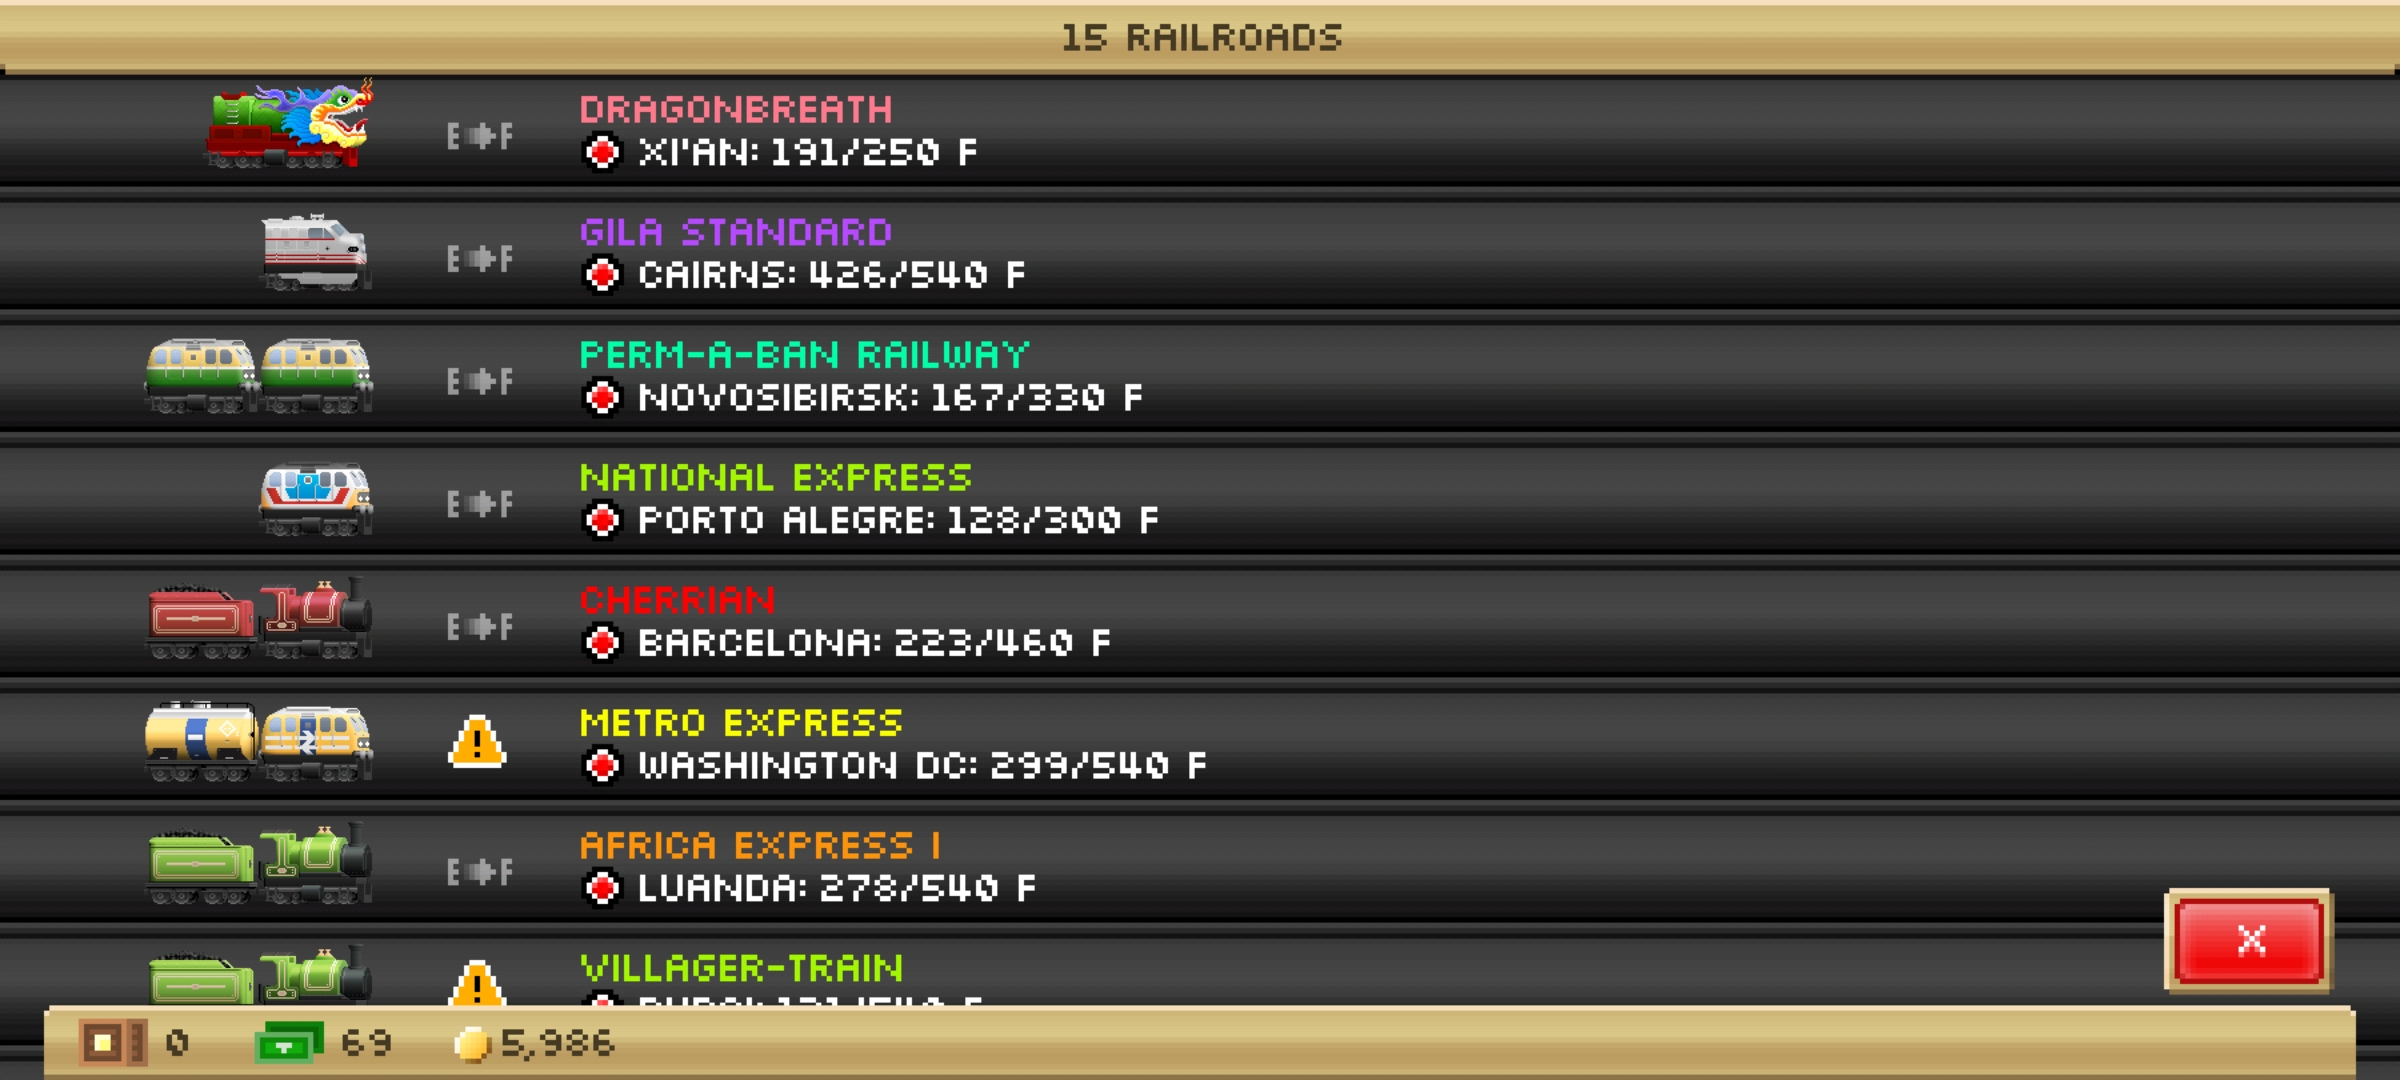 15 RAILROADS
E F
DRAGONBREATH
XI'AN: 191/250 F
E F
GILA STANDARD
CAIRNS: 426/540 F
E F
PERM-A-BAN RAILWAY
NOVOSIBIRSK: 167/330 F
E F
NATIONAL EXPRESS
PORTO ALEGRE: 128/300 F
E F
CHERRIAN
BARCELONA: 223/460 F
!
METRO EXPRESS
WASHINGTON DC: 299/540 F
E F
AFRICA EXPRESS I
LUANDA: 278/540 F
!
VILLAGER-TRAIN
X
0 69 5,986